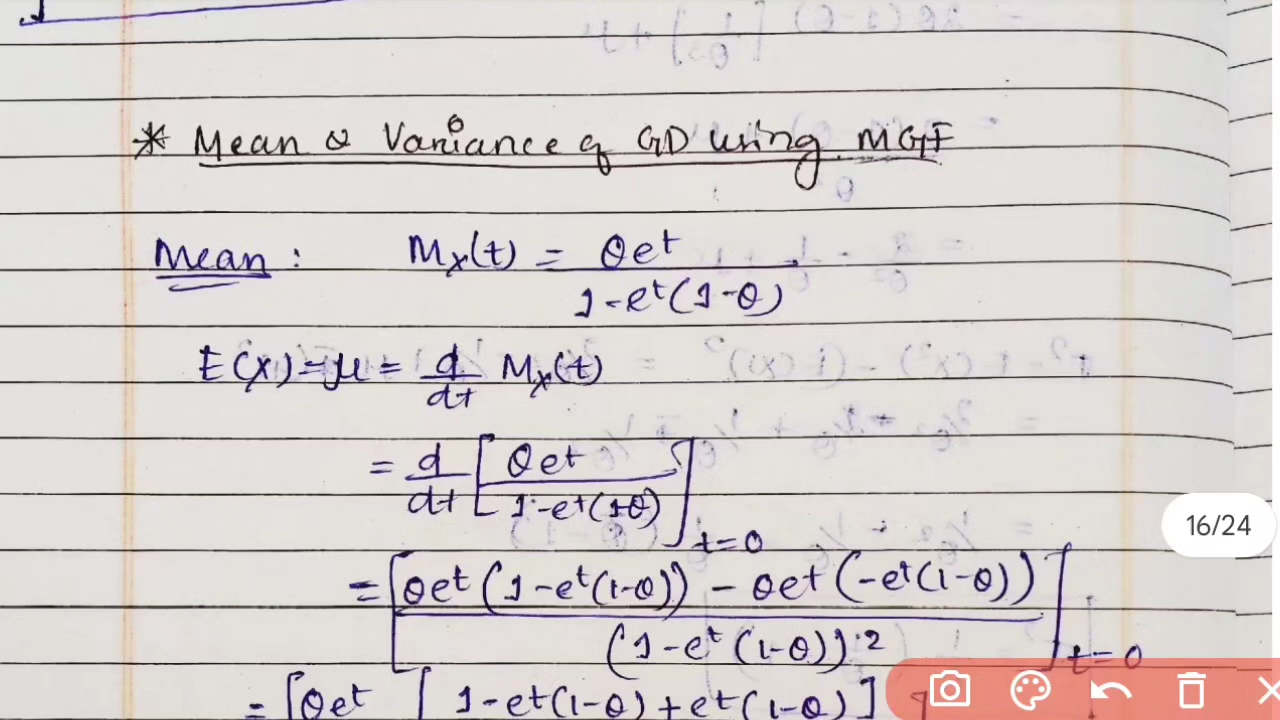 * Mean & Variance of GD using MGF
Mean : Mx(t) = θe^t / 1-e^t(1-θ)
E(X) = μ = d/dt Mx(t)
= d/dt [θe^t / 1-e^t(1-θ)]t=0
= [θe^t (1-e^t(1-θ)) - θe^t (-e^t(1-θ)) / (1-e^t (1-θ))^2]t=0
= [θe^t [1-e^t(1-θ)+e^t(1-θ)]
16/24